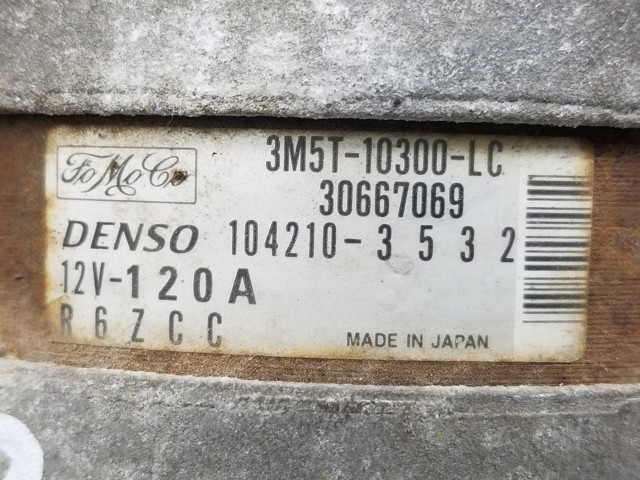 FoMoCo
3M5T-10300-LC
30667069
DENSO 104210-3532
12V-120A
R6ZCC
MADE IN JAPAN